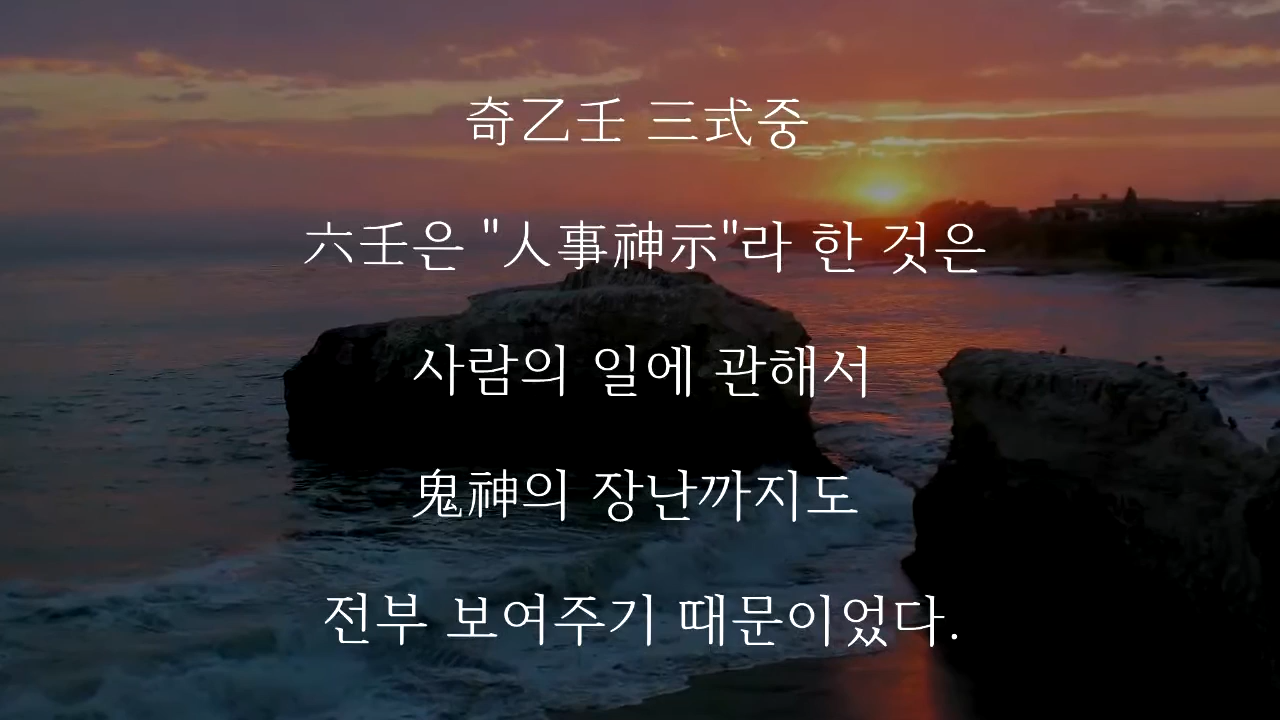 奇乙壬 三式중
六壬은 "人事神示"라 한 것은
사람의 일에 관해서
鬼神의 장난까지도
전부 보여주기 때문이었다.